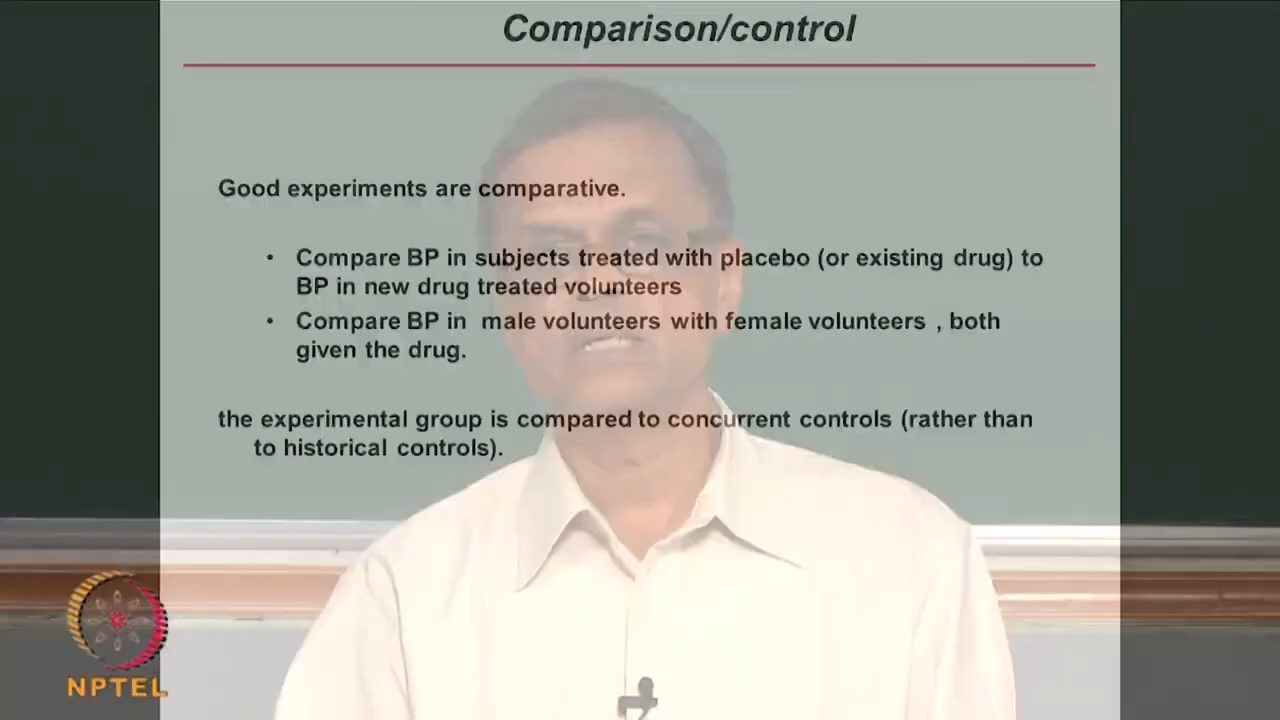 Comparison/control
Good experiments are comparative.
• Compare BP in subjects treated with placebo (or existing drug) to
BP in new drug treated volunteers
• Compare BP in male volunteers with female volunteers , both
given the drug.
the experimental group is compared to concurrent controls (rather than
to historical controls).
NPTEL